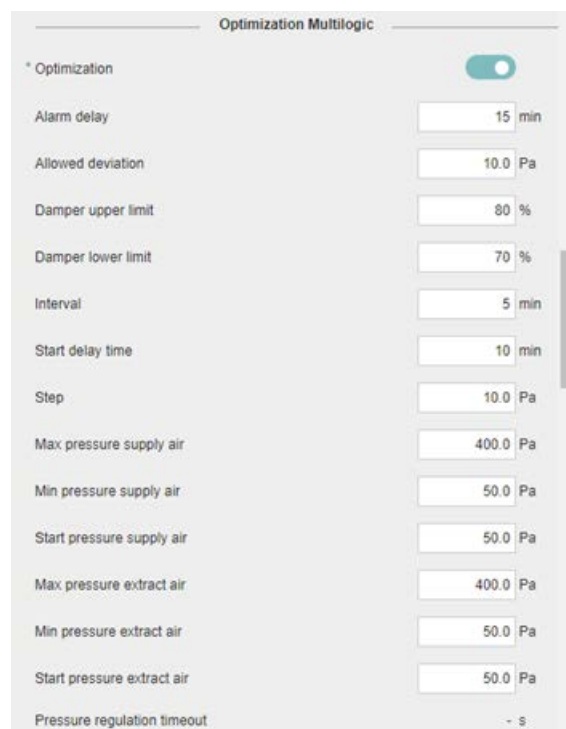 Optimization Multilogic
* Optimization
Alarm delay 15 min
Allowed deviation 10.0 Pa
Damper upper limit 80 %
Damper lower limit 70 %
Interval 5 min
Start delay time 10 min
Step 10.0 Pa
Max pressure supply air 400.0 Pa
Min pressure supply air 50.0 Pa
Start pressure supply air 50.0 Pa
Max pressure extract air 400.0 Pa
Min pressure extract air 50.0 Pa
Start pressure extract air 50.0 Pa
Pressure regulation timeout - s